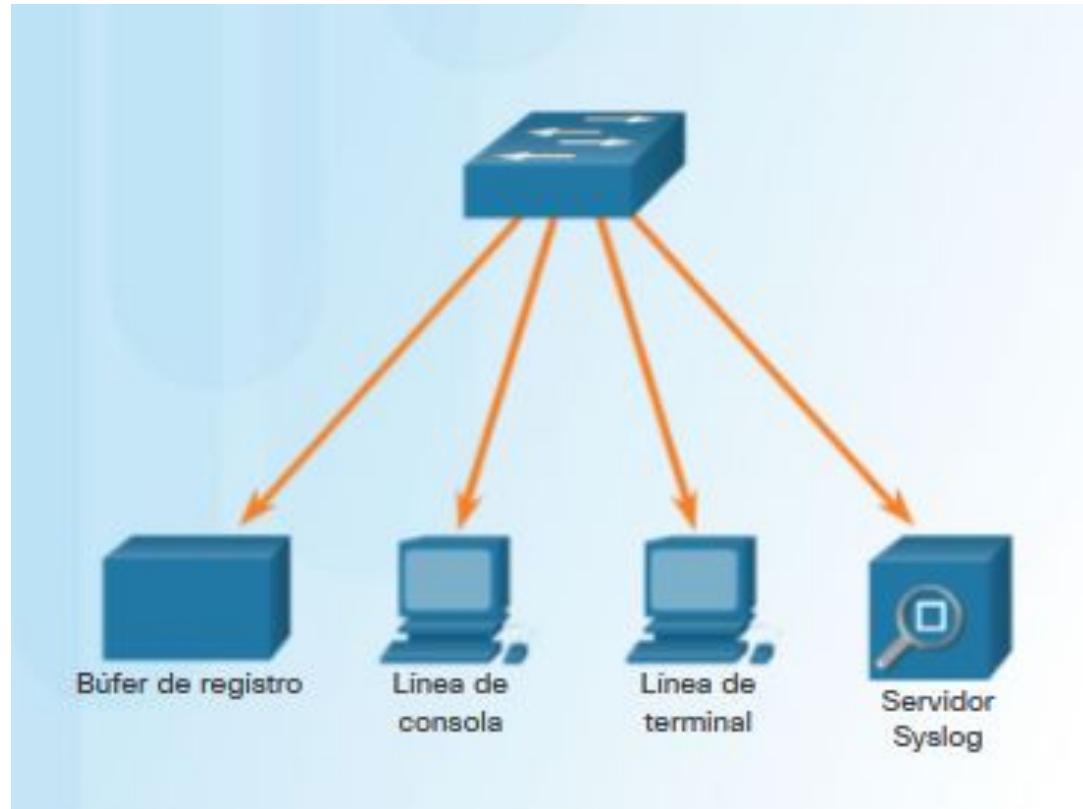 Búfer de registro
Línea de
consola
Línea de
terminal
Servidor
Syslog